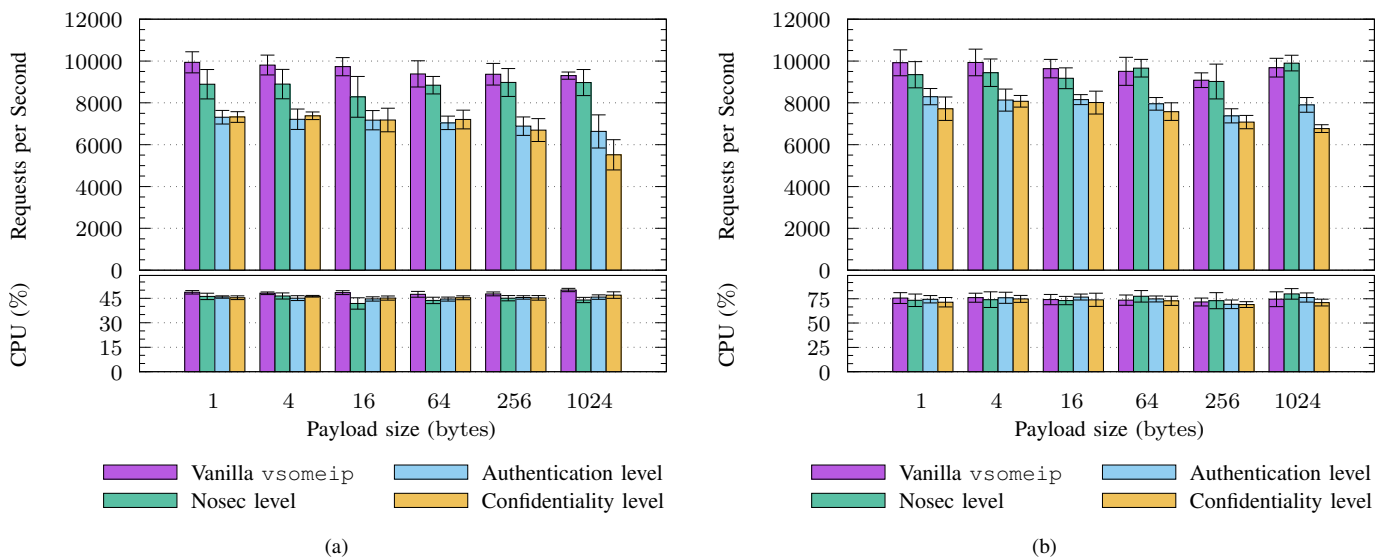 12000
10000
8000
6000
4000
2000
0
Requests per Second
45
30
15
0
CPU (%)
1 4 16 64 256 1024
Payload size (bytes)
Vanilla vsomeip Authentication level
Nosec level Confidentiality level
(a)
12000
10000
8000
6000
4000
2000
0
Requests per Second
75
50
25
0
CPU (%)
1 4 16 64 256 1024
Payload size (bytes)
Vanilla vsomeip Authentication level
Nosec level Confidentiality level
(b)